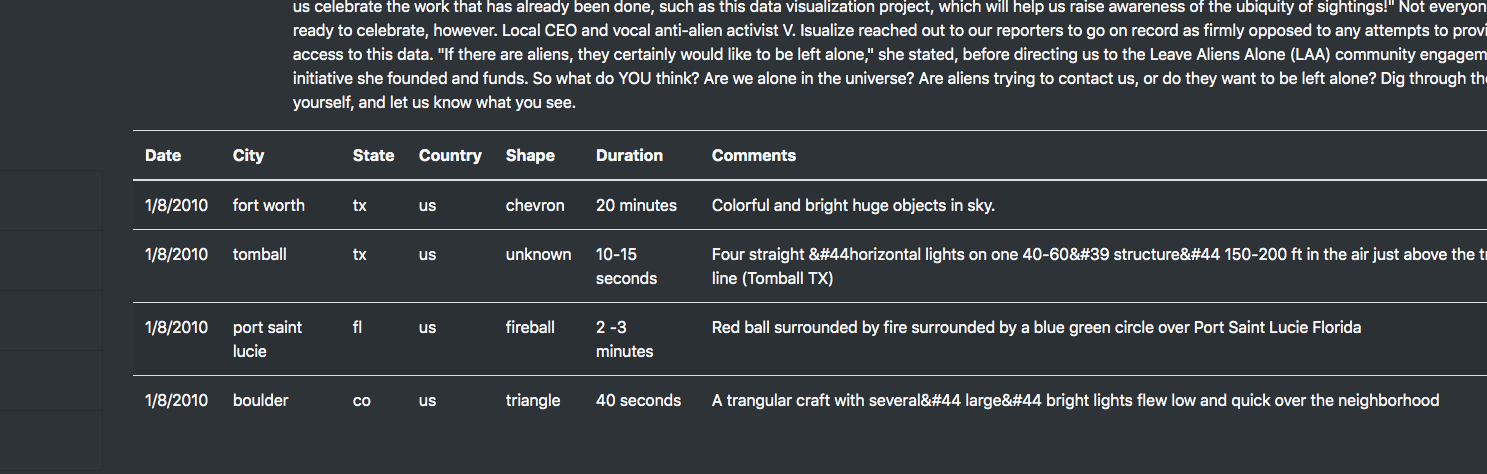 us celebrate the work that has already been done, such as this data visualization project, which will help us raise awareness of the ubiquity of sightings!" Not
ready to celebrate, however. Local CEO and vocal anti-alien activist V. Isualize reached out to our reporters to go on record as firmly opposed to any attempts to
access to this data. "If there are aliens, they certainly would like to be left alone," she stated, before directing us to the Leave Aliens Alone (LAA) community
initiative she founded and funds. So what do YOU think? Are we alone in the universe? Are aliens trying to contact us, or do they want to be left alone? Dig through
yourself, and let us know what you see.
Date City State Country Shape Duration Comments
1/8/2010 fort worth tx us chevron 20 minutes Colorful and bright huge objects in sky.
1/8/2010 tomball tx us unknown 10-15 Four straight &#44horizontal lights on one 40-60&#39 structure&#44 150-200 ft in the air just above the
seconds line (Tomball TX)
1/8/2010 port saint fl us fireball 2 -3 Red ball surrounded by fire surrounded by a blue green circle over Port Saint Lucie Florida
lucie minutes
1/8/2010 boulder co us triangle 40 seconds A trangular craft with several&#44 large&#44 bright lights flew low and quick over the neighborhood